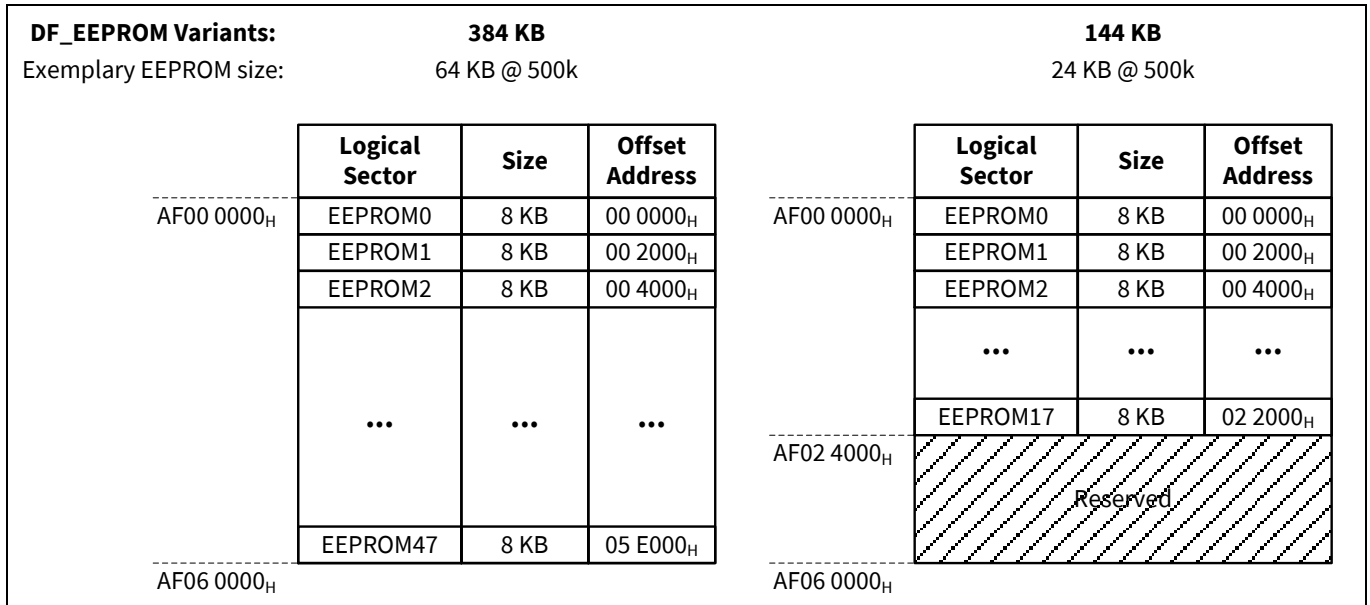 DF_EEPROM Variants: 384 KB 144 KB
Exemplary EEPROM size: 64 KB @ 500k 24 KB @ 500k
Logical Sector Size Offset Address
AF00 0000H EEPROM0 8 KB 00 0000H
EEPROM1 8 KB 00 2000H
EEPROM2 8 KB 00 4000H
... ... ...
EEPROM47 8 KB 05 E000H
AF06 0000H
Logical Sector Size Offset Address
AF00 0000H EEPROM0 8 KB 00 0000H
EEPROM1 8 KB 00 2000H
EEPROM2 8 KB 00 4000H
... ... ...
EEPROM17 8 KB 02 2000H
AF02 4000H
Reserved
AF06 0000H